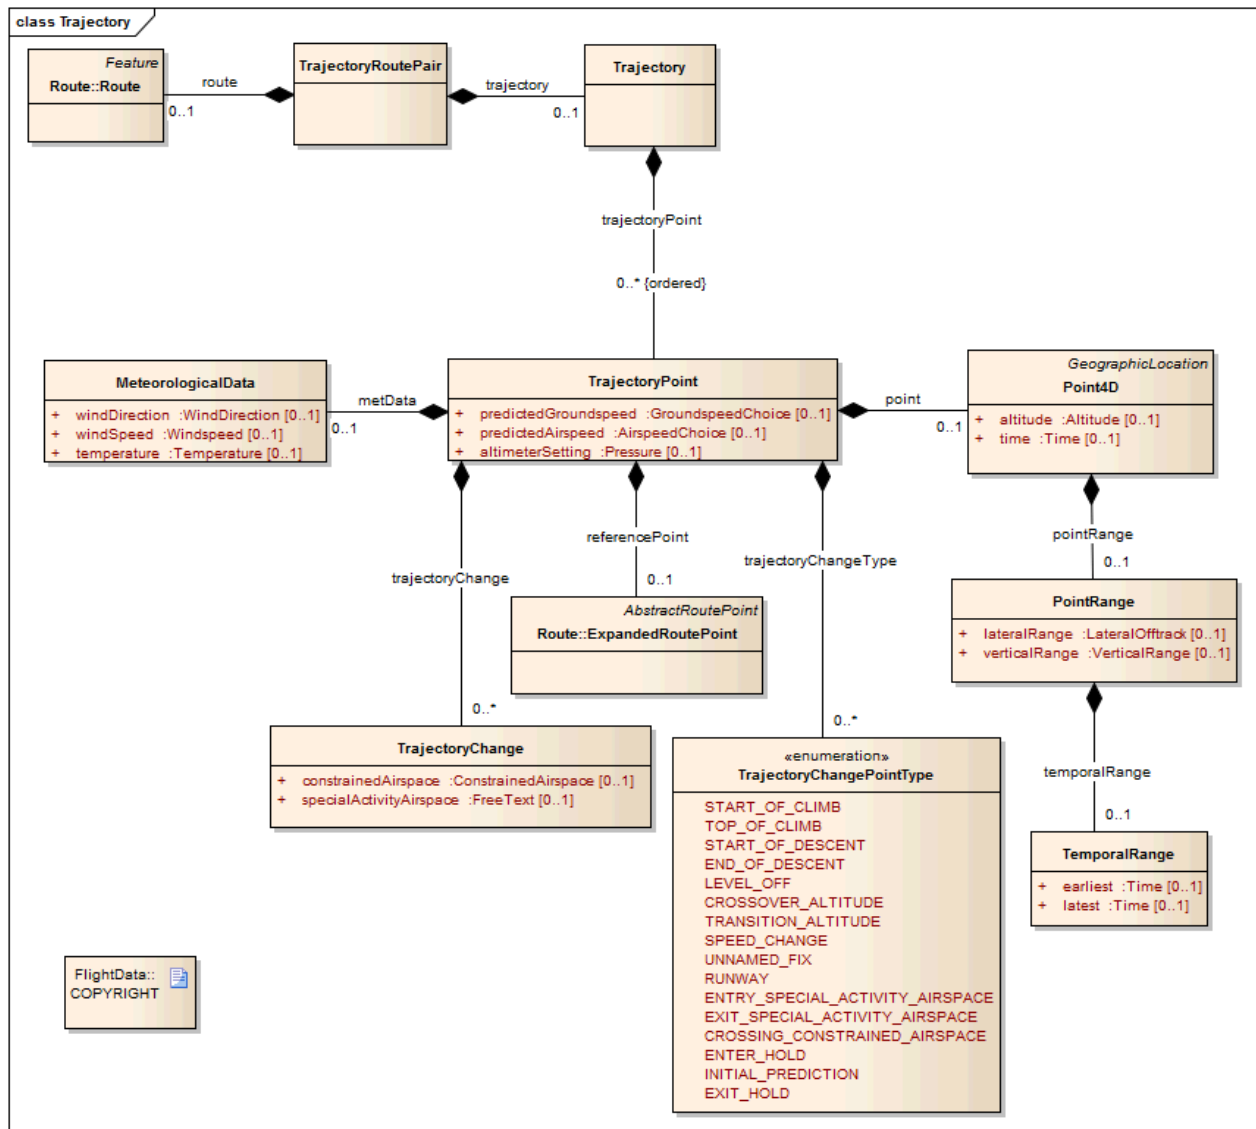 class Trajectory
Feature
Route::Route
route
0..1
TrajectoryRoutePair
trajectory
0..1
Trajectory
trajectoryPoint
0..* {ordered}
MeteorologicalData
+ windDirection :WindDirection [0..1]
+ windSpeed :Windspeed [0..1]
+ temperature :Temperature [0..1]
metData
0..1
TrajectoryPoint
+ predictedGroundspeed :GroundspeedChoice [0..1]
+ predictedAirspeed :AirspeedChoice [0..1]
+ altimeterSetting :Pressure [0..1]
point
0..1
GeographicLocation
Point4D
+ altitude :Altitude [0..1]
+ time :Time [0..1]
trajectoryChange
0..*
referencePoint
0..1
trajectoryChangeType
0..*
pointRange
0..1
AbstractRoutePoint
Route::ExpandedRoutePoint
PointRange
+ lateralRange :LateralOfftrack [0..1]
+ verticalRange :VerticalRange [0..1]
TrajectoryChange
+ constrainedAirspace :ConstrainedAirspace [0..1]
+ specialActivityAirspace :FreeText [0..1]
«enumeration»
TrajectoryChangePointType
START_OF_CLIMB
TOP_OF_CLIMB
START_OF_DESCENT
END_OF_DESCENT
LEVEL_OFF
CROSSOVER_ALTITUDE
TRANSITION_ALTITUDE
SPEED_CHANGE
UNNAMED_FIX
RUNWAY
ENTRY_SPECIAL_ACTIVITY_AIRSPACE
EXIT_SPECIAL_ACTIVITY_AIRSPACE
CROSSING_CONSTRAINED_AIRSPACE
ENTER_HOLD
INITIAL_PREDICTION
EXIT_HOLD
temporalRange
0..1
TemporalRange
+ earliest :Time [0..1]
+ latest :Time [0..1]
FlightData::
COPYRIGHT